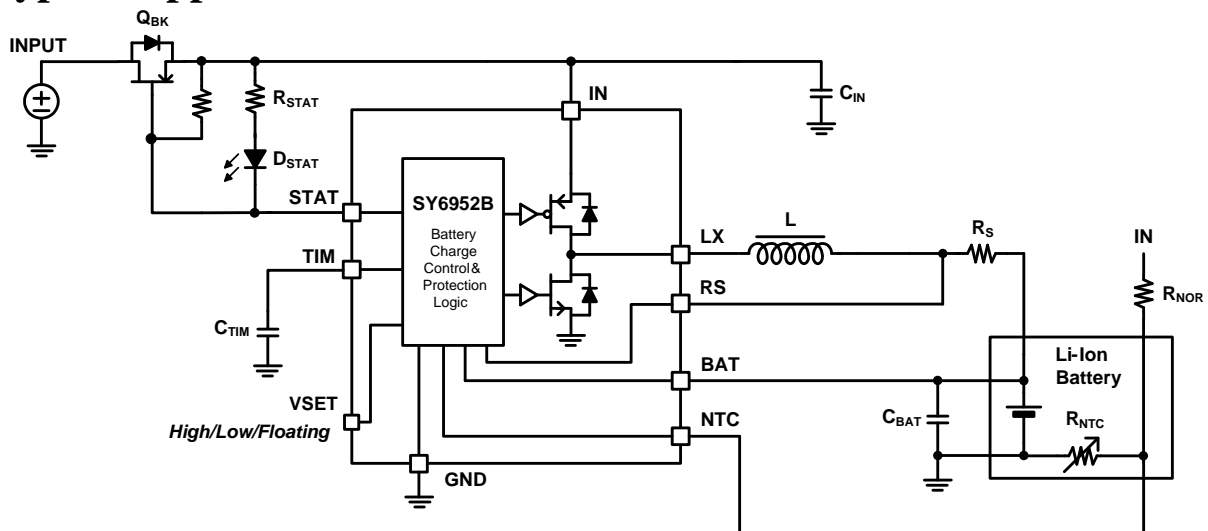 QBK
INPUT
RSTAT
IN
CIN
DSTAT
STAT
SY6952B
Battery
Charge
Control&
Protection
Logic
LX
L
RS
IN
TIM
RS
RNOR
CTIM
BAT
Li-Ion
Battery
VSET
High/Low/Floating
NTC
CBAT
RNTC
GND